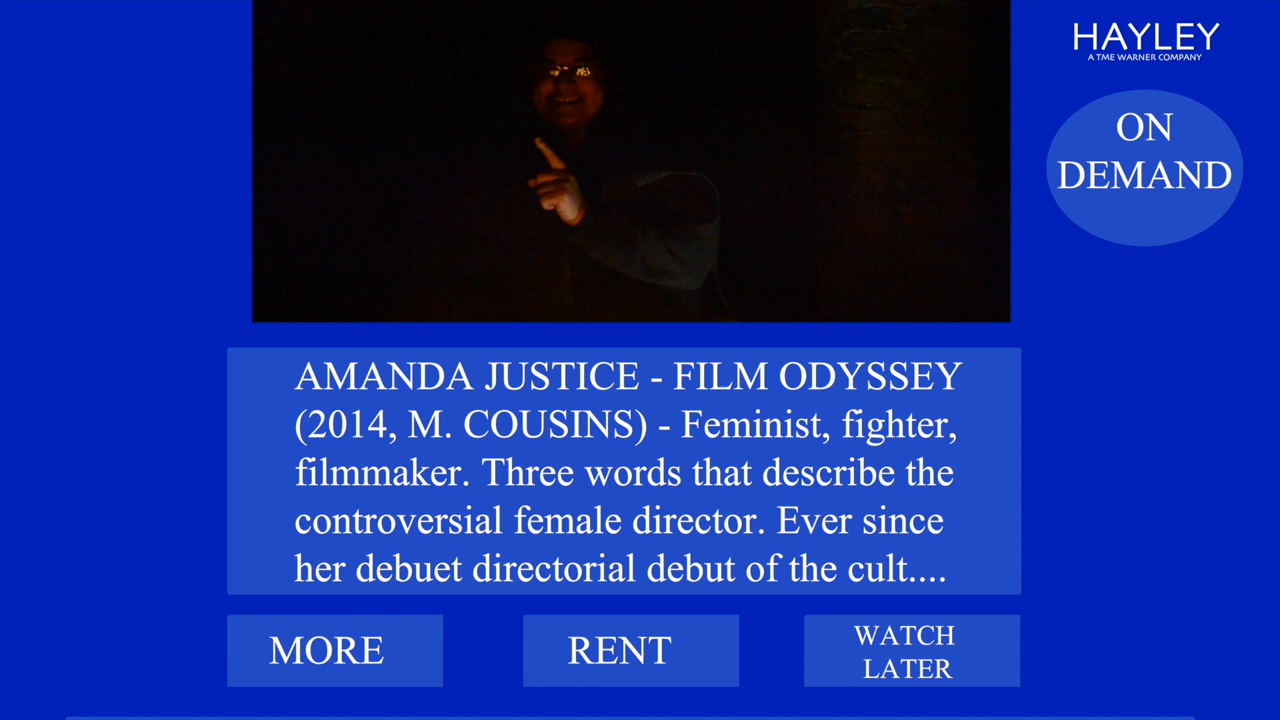 HAYLEY
A TME WARNER COMPANY
ON
DEMAND
AMANDA JUSTICE - FILM ODYSSEY
(2014, M. COUSINS) - Feminist, fighter,
filmmaker. Three words that describe the
controversial female director. Ever since
her debuet directorial debut of the cult....
MORE
RENT
WATCH
LATER